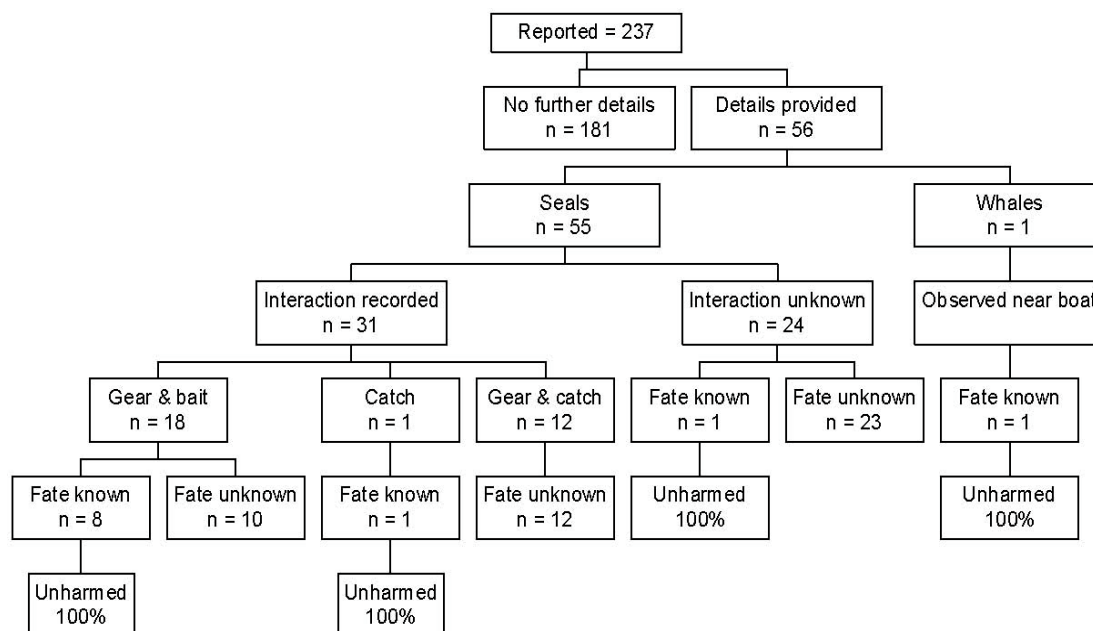 Reported = 237
No further details
n = 181
Details provided
n = 56
Seals
n = 55
Whales
n = 1
Interaction recorded
n = 31
Interaction unknown
n = 24
Observed near boat
Gear & bait
n = 18
Catch
n = 1
Gear & catch
n = 12
Fate known
n = 1
Fate unknown
n = 23
Fate known
n = 1
Fate known
n = 8
Fate unknown
n = 10
Fate known
n = 1
Fate unknown
n = 12
Unharmed
100%
Unharmed
100%
Unharmed
100%
Unharmed
100%